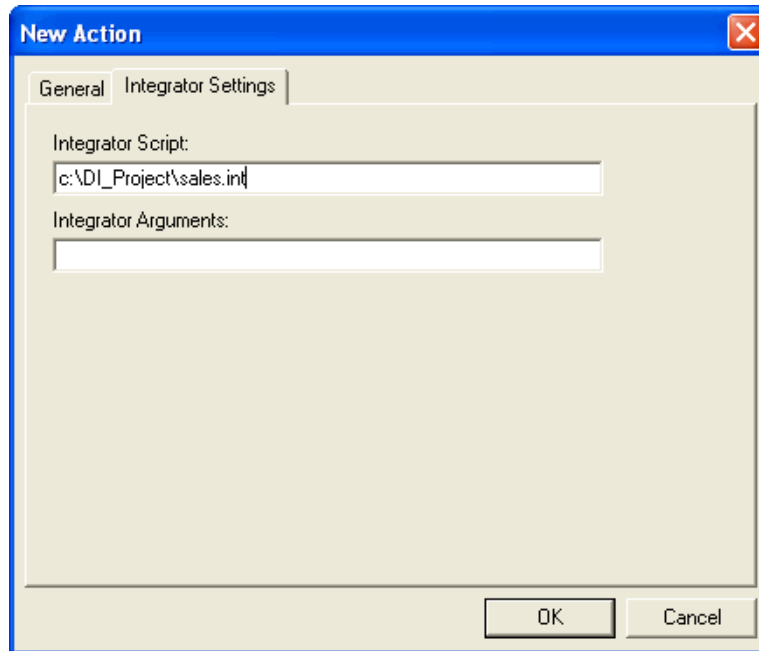 New Action
General Integrator Settings
Integrator Script:
c:\DI_Project\sales.int
Integrator Arguments:
OK Cancel